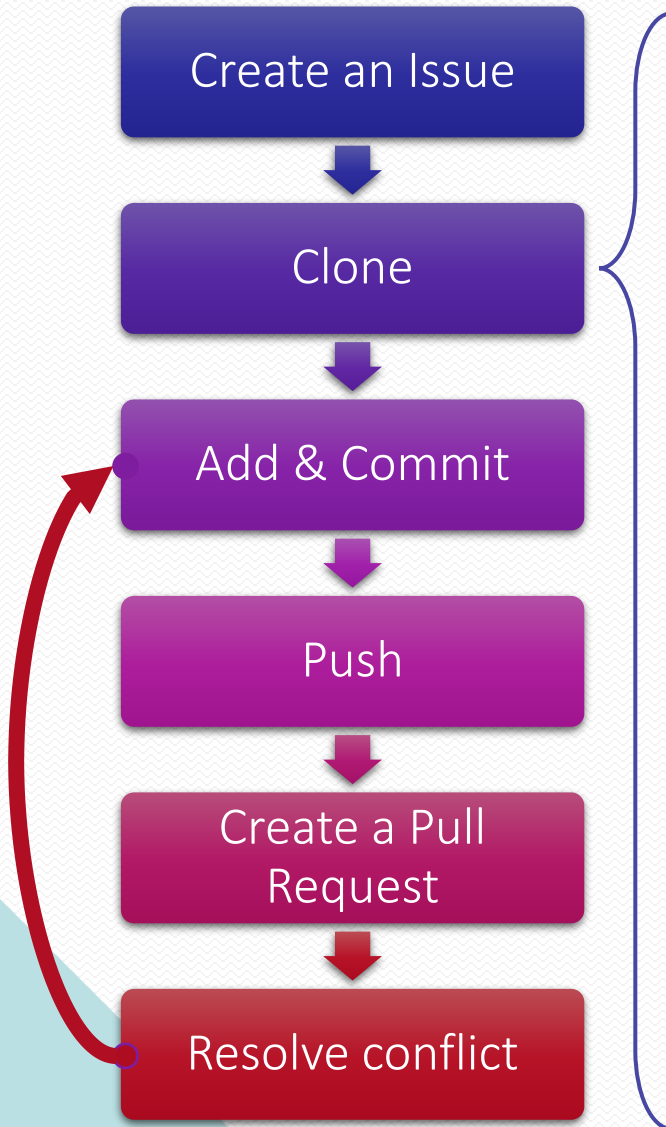 Create an Issue
Clone
Add & Commit
Push
Create a Pull
Request
Resolve conflict